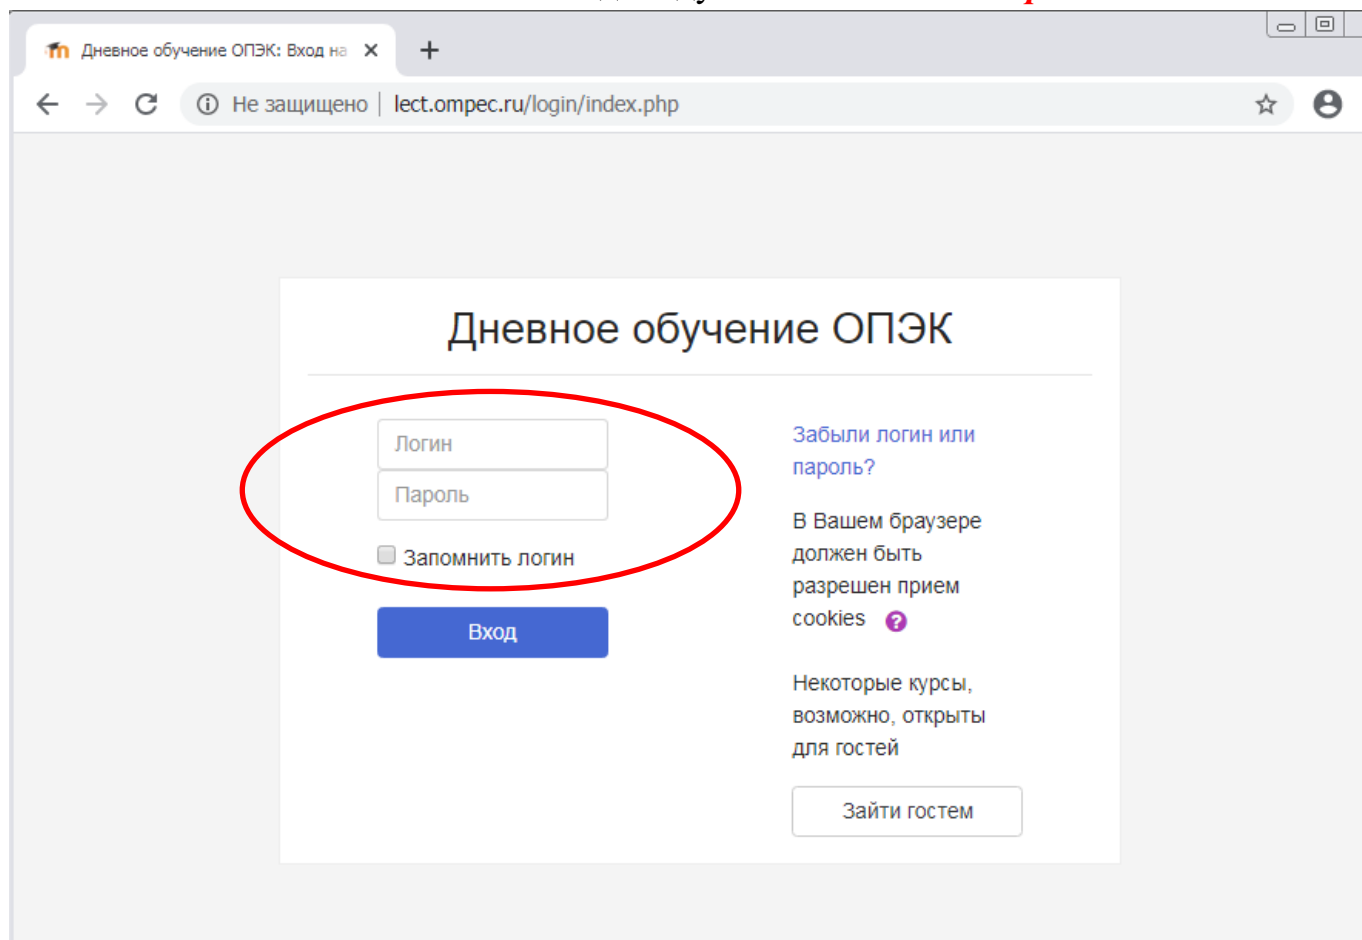 Дневное обучение ОПЭК: Вход на
Не защищено | lect.ompec.ru/login/index.php
Дневное обучение ОПЭК
Логин
Пароль
Запомнить логин
Вход
Забыли логин или
пароль?
В Вашем браузере
должен быть
разрешен прием
cookies
Некоторые курсы,
возможно, открыты
для гостей
Зайти гостем